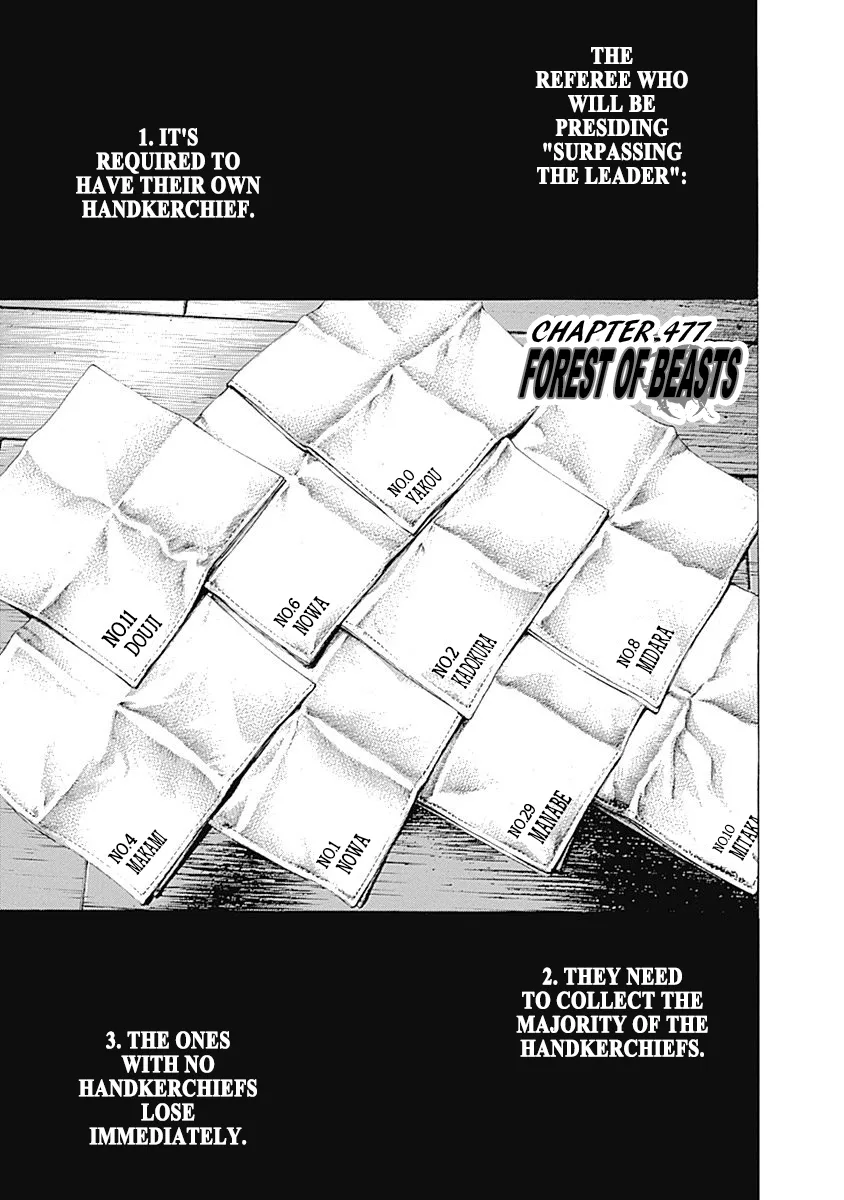 THE
REFEREE WHO
WILL BE
PRESIDING
"SURPASSING
THE LEADER":
1. IT'S
REQUIRED TO
HAVE THEIR OWN
HANDKERCHIEF.
CHAPTER.477
FOREST OF BEASTS
NO.0
YAKOU
NO.11
DOUJI
NO.6
NOWA
NO.2
KADOKURA
NO.8
MIDARA
NO.4
MAKAMI
NO.1
NOWA
NO.29
MANABE
NO.10
MITAKA
2. THEY NEED
TO COLLECT THE
MAJORITY OF THE
HANDKERCHIEFS.
3. THE ONES
WITH NO
HANDKERCHIEFS
LOSE
IMMEDIATELY.